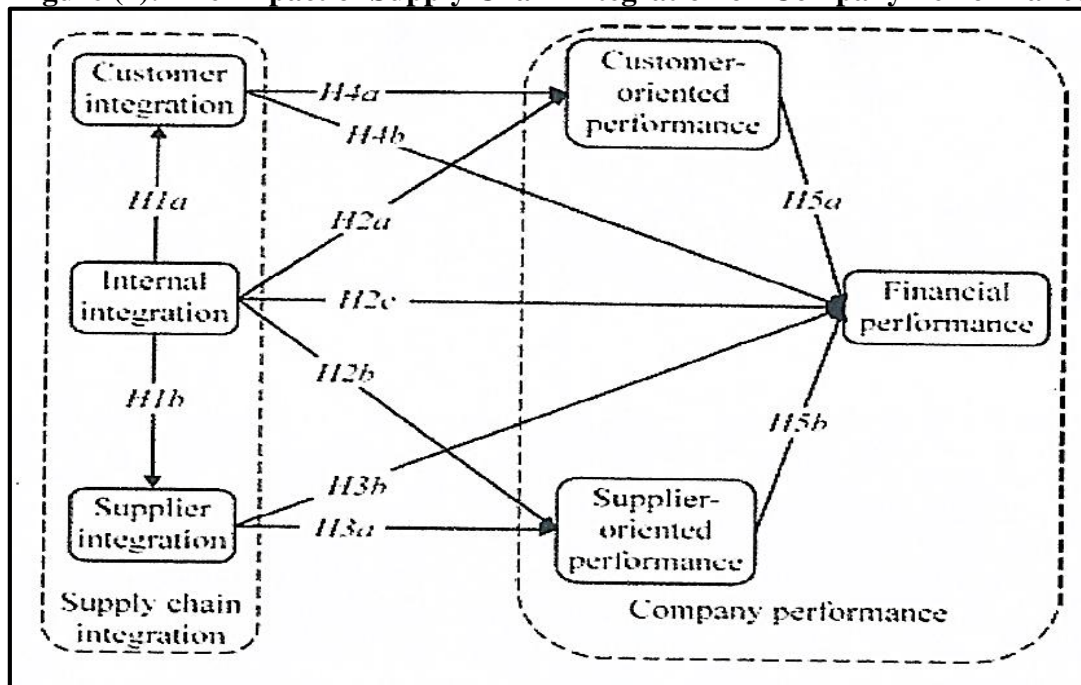 Customer
integration
H1a
Internal
integration
H1b
Supplier
integration
Supply chain
integration
H4a
H4b
H2a
H2c
H2b
H3b
H3a
Customer-
oriented
performance
H5a
Financial
performance
H5b
Supplier-
oriented
performance
Company performance